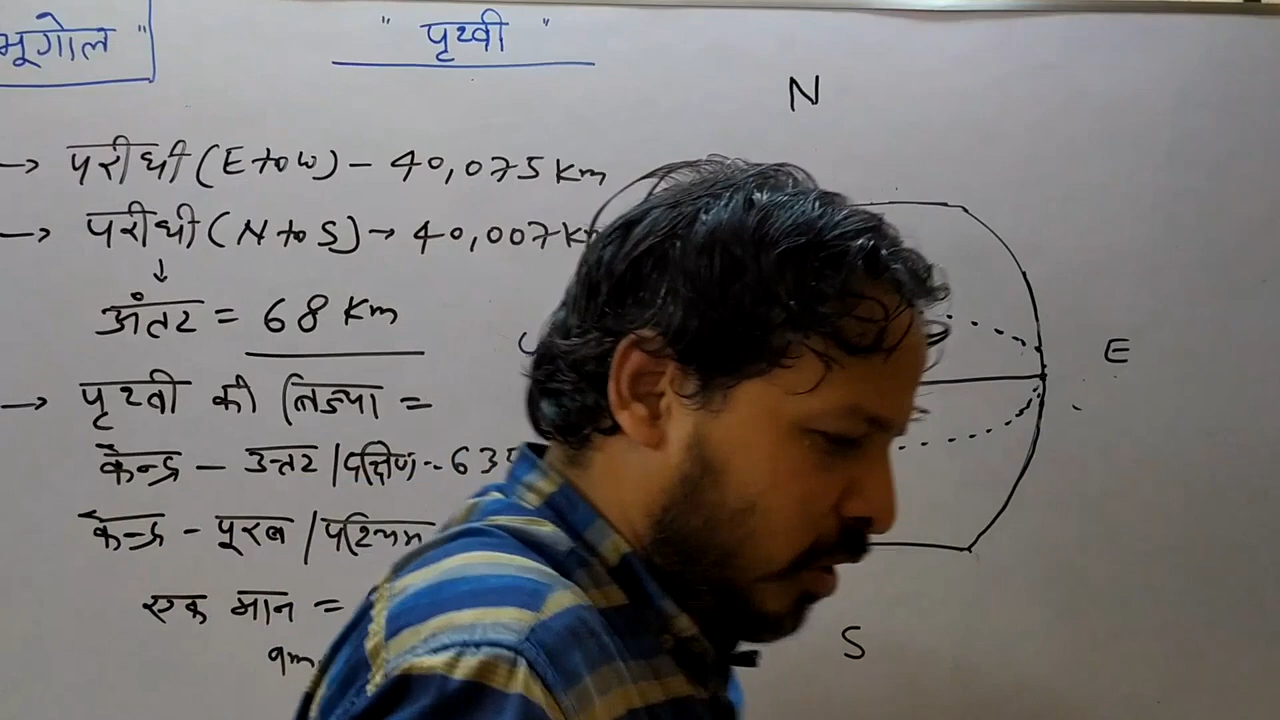 भूगोल "
" पृथ्वी "
N
→ परीधी (E to W) - 40,075 Km
→ परीधी (N to S) → 40,007 Km
↓
अंतर = 68 Km
E
→ पृथ्वी की त्रिज्या =
केन्द्र - उत्तर / दक्षिण - 635
केन्द्र - पूरब / पश्चिम
एक मान =
S